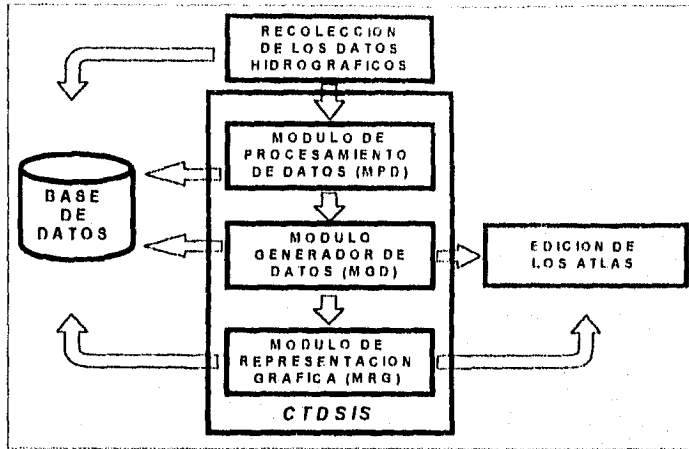 RECOLECCION
DE LOS DATOS
HIDROGRAFICOS
MODULO DE
PROCESAMIENTO
DE DATOS (MPD)
BASE
DE
DATOS
MODULO
GENERADOR DE
DATOS (MGD)
EDICION DE
LOS ATLAS
MODULO DE
REPRESENTACION
GRAFICA (MRG)
CTDSIS